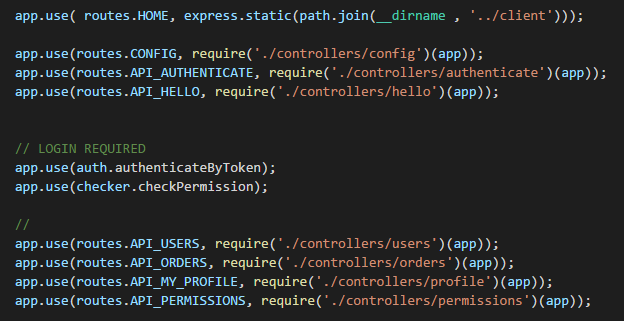 app.use( routes.HOME, express.static(path.join(__dirname , '../client')));
app.use(routes.CONFIG, require('./controllers/config')(app));
app.use(routes.API_AUTHENTICATE, require('./controllers/authenticate')(app));
app.use(routes.API_HELLO, require('./controllers/hello')(app));
// LOGIN REQUIRED
app.use(auth.authenticateByToken);
app.use(checker.checkPermission);
//
app.use(routes.API_USERS, require('./controllers/users')(app));
app.use(routes.API_ORDERS, require('./controllers/orders')(app));
app.use(routes.API_MY_PROFILE, require('./controllers/profile')(app));
app.use(routes.API_PERMISSIONS, require('./controllers/permissions')(app));